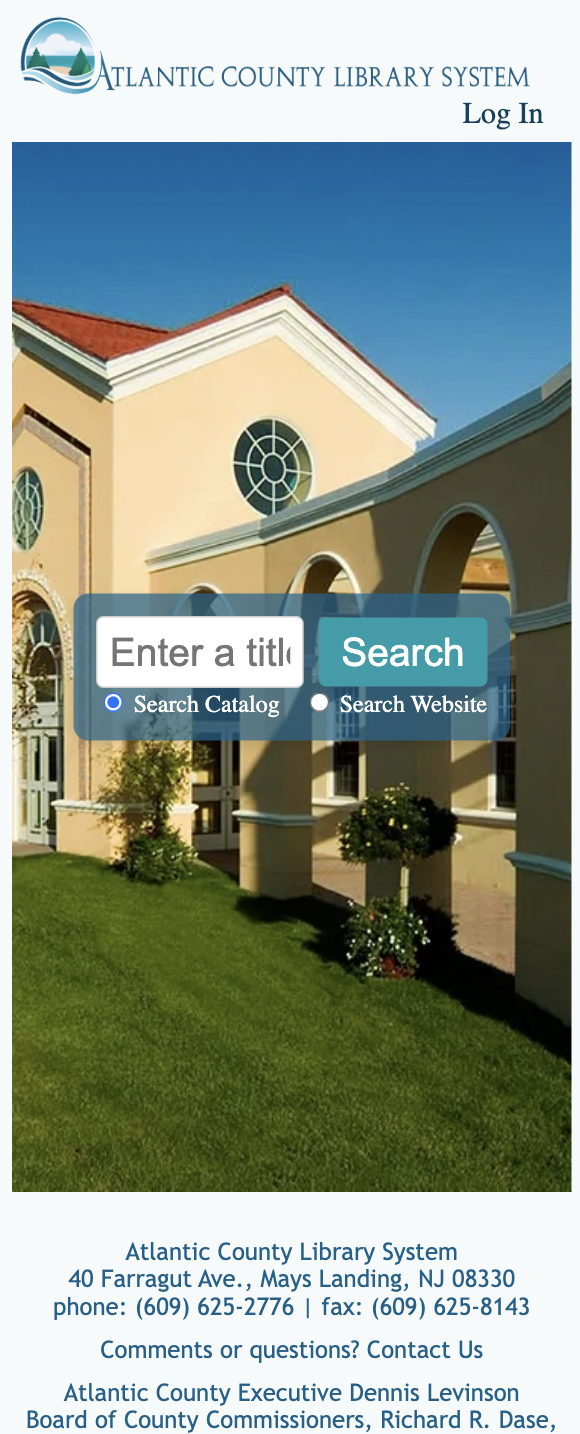 ATLANTIC COUNTY LIBRARY SYSTEM
Log In
Enter a title
Search
Search Catalog
Search Website
Atlantic County Library System
40 Farragut Ave., Mays Landing, NJ 08330
phone: (609) 625-2776 | fax: (609) 625-8143
Comments or questions? Contact Us
Atlantic County Executive Dennis Levinson
Board of County Commissioners, Richard R. Dase,